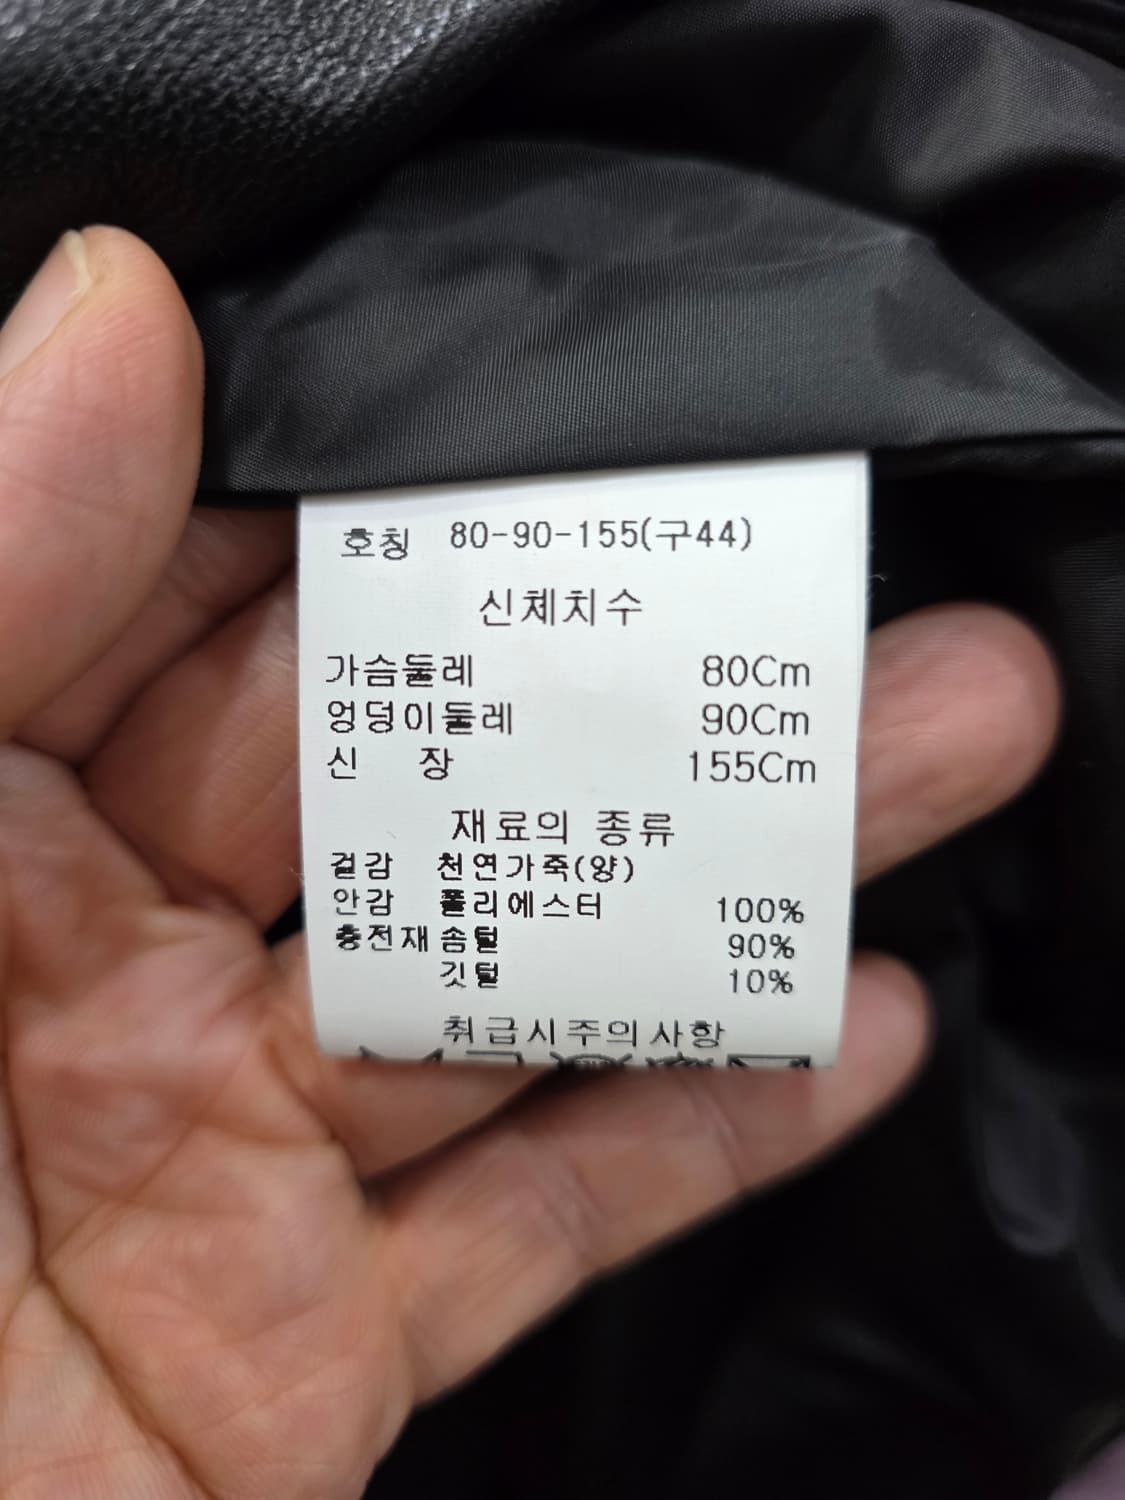 호칭 80-90-155(구44)
신체치수
가슴둘레 80Cm
엉덩이둘레 90Cm
신 장 155Cm
재료의 종류
겉감 천연가죽(양)
안감 폴리에스터 100%
충전재 솜털 90%
깃털 10%
취급시주의사항